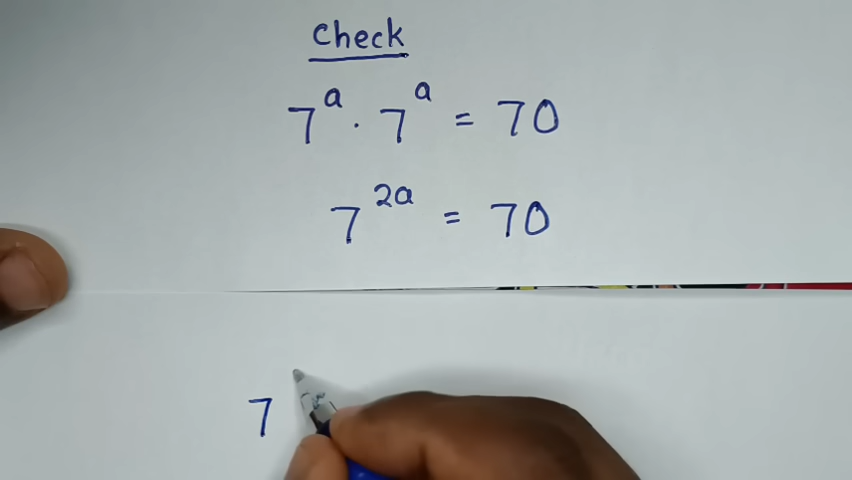 Check
7^a · 7^a = 70
7^2a = 70
7